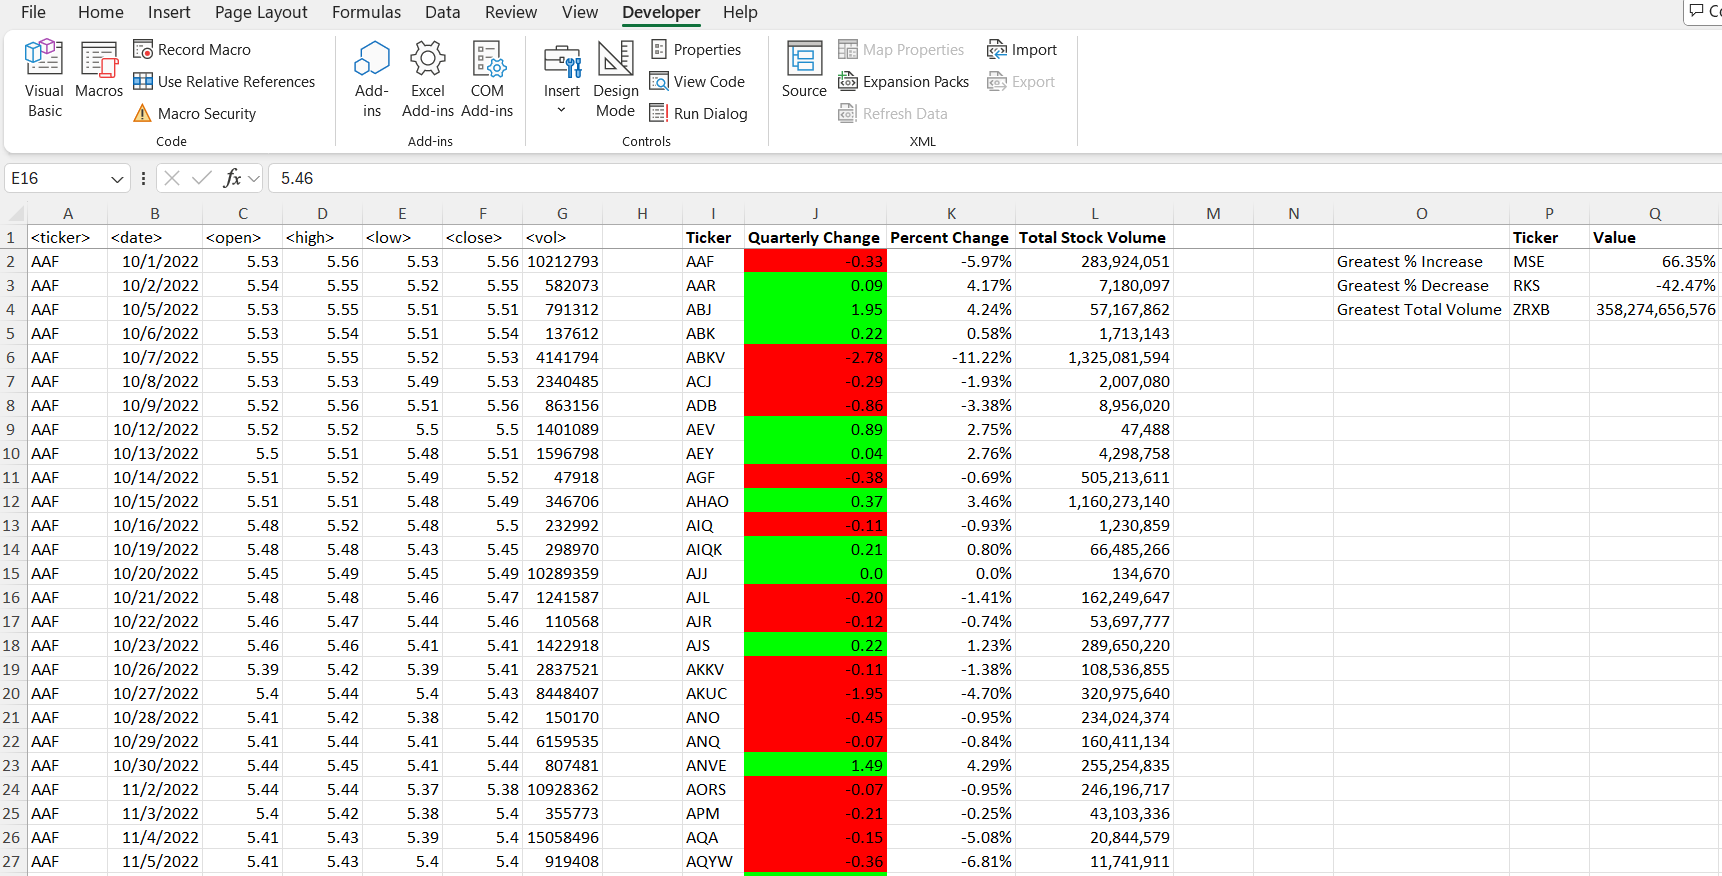 File Home Insert Page Layout Formulas Data Review View Developer Help
Visual Basic Macros Record Macro Use Relative References Macro Security
Code
Add-ins Excel Add-ins COM Add-ins
Add-ins
Insert Design Mode Properties View Code Run Dialog
Controls
Source Map Properties Expansion Packs Refresh Data Import Export
XML
E16 fx 5.46
A B C D E F G H I J K L M N O P Q
1 <ticker> <date> <open> <high> <low> <close> <vol> Ticker Quarterly Change Percent Change Total Stock Volume Ticker Value
2 AAF 10/1/2022 5.53 5.56 5.53 5.56 10212793 AAF -0.33 -5.97% 283,924,051 Greatest % Increase MSE 66.35%
3 AAF 10/2/2022 5.54 5.55 5.52 5.55 582073 AAR 0.09 4.17% 7,180,097 Greatest % Decrease RKS -42.47%
4 AAF 10/5/2022 5.53 5.55 5.51 5.51 791312 ABJ 1.95 4.24% 57,167,862 Greatest Total Volume ZRXB 358,274,656,576
5 AAF 10/6/2022 5.53 5.54 5.51 5.54 137612 ABK 0.22 0.58% 1,713,143
6 AAF 10/7/2022 5.55 5.55 5.52 5.53 4141794 ABKV -2.78 -11.22% 1,325,081,594
7 AAF 10/8/2022 5.53 5.53 5.49 5.53 2340485 ACJ -0.29 -1.93% 2,007,080
8 AAF 10/9/2022 5.52 5.56 5.51 5.56 863156 ADB -0.86 -3.38% 8,956,020
9 AAF 10/12/2022 5.52 5.52 5.5 5.5 1401089 AEV 0.89 2.75% 47,488
10 AAF 10/13/2022 5.5 5.51 5.48 5.51 1596798 AEY 0.04 2.76% 4,298,758
11 AAF 10/14/2022 5.51 5.52 5.49 5.52 47918 AGF -0.38 -0.69% 505,213,611
12 AAF 10/15/2022 5.51 5.51 5.48 5.49 346706 AHAO 0.37 3.46% 1,160,273,140
13 AAF 10/16/2022 5.48 5.52 5.48 5.5 232992 AIQ -0.11 -0.93% 1,230,859
14 AAF 10/19/2022 5.48 5.48 5.43 5.45 298970 AIQK 0.21 0.80% 66,485,266
15 AAF 10/20/2022 5.45 5.49 5.45 5.49 10289359 AJJ 0.0 0.0% 134,670
16 AAF 10/21/2022 5.48 5.48 5.46 5.47 1241587 AJL -0.20 -1.41% 162,249,647
17 AAF 10/22/2022 5.46 5.47 5.44 5.46 110568 AJR -0.12 -0.74% 53,697,777
18 AAF 10/23/2022 5.46 5.46 5.41 5.41 1422918 AJS 0.22 1.23% 289,650,220
19 AAF 10/26/2022 5.39 5.42 5.39 5.41 2837521 AKKV -0.11 -1.38% 108,536,855
20 AAF 10/27/2022 5.4 5.44 5.4 5.43 8448407 AKUC -1.95 -4.70% 320,975,640
21 AAF 10/28/2022 5.41 5.42 5.38 5.42 150170 ANO -0.45 -0.95% 234,024,374
22 AAF 10/29/2022 5.41 5.44 5.41 5.44 6159535 ANQ -0.07 -0.84% 160,411,134
23 AAF 10/30/2022 5.44 5.45 5.41 5.44 807481 ANVE 1.49 4.29% 255,254,835
24 AAF 11/2/2022 5.44 5.44 5.37 5.38 10928362 AORS -0.07 -0.95% 246,196,717
25 AAF 11/3/2022 5.4 5.42 5.38 5.4 355773 APM -0.21 -0.25% 43,103,336
26 AAF 11/4/2022 5.41 5.43 5.39 5.4 15058496 AQA -0.15 -5.08% 20,844,579
27 AAF 11/5/2022 5.41 5.43 5.4 5.4 919408 AQYW -0.36 -6.81% 11,741,911